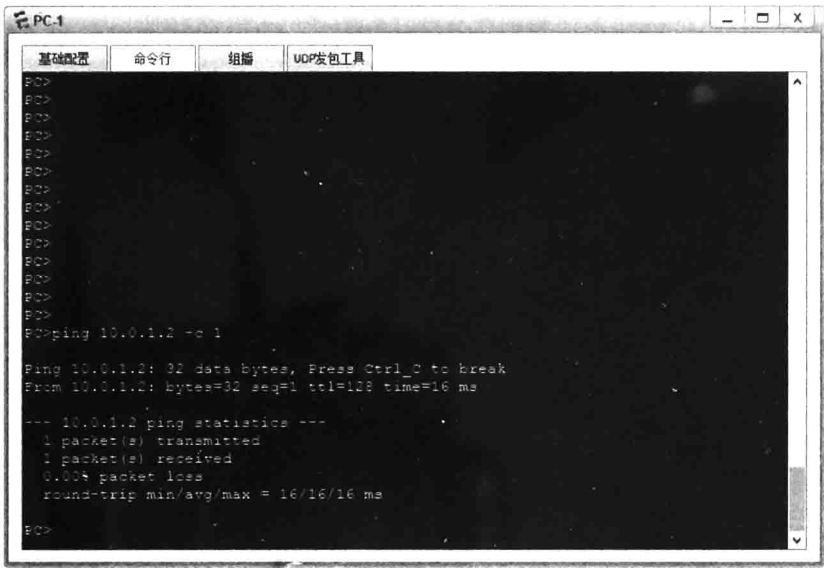 PC-1
基础配置 命令行 组播 UDP发包工具
PC>
PC>
PC>
PC>
PC>
PC>
PC>
PC>
PC>
PC>
PC>
PC>
PC>
PC>
PC>ping 10.0.1.2 -c 1
Ping 10.0.1.2: 32 data bytes, Press Ctrl_C to break
From 10.0.1.2: bytes=32 seq=1 ttl=128 time=16 ms
--- 10.0.1.2 ping statistics ---
1 packet(s) transmitted
1 packet(s) received
0.00% packet loss
round-trip min/avg/max = 16/16/16 ms
PC>